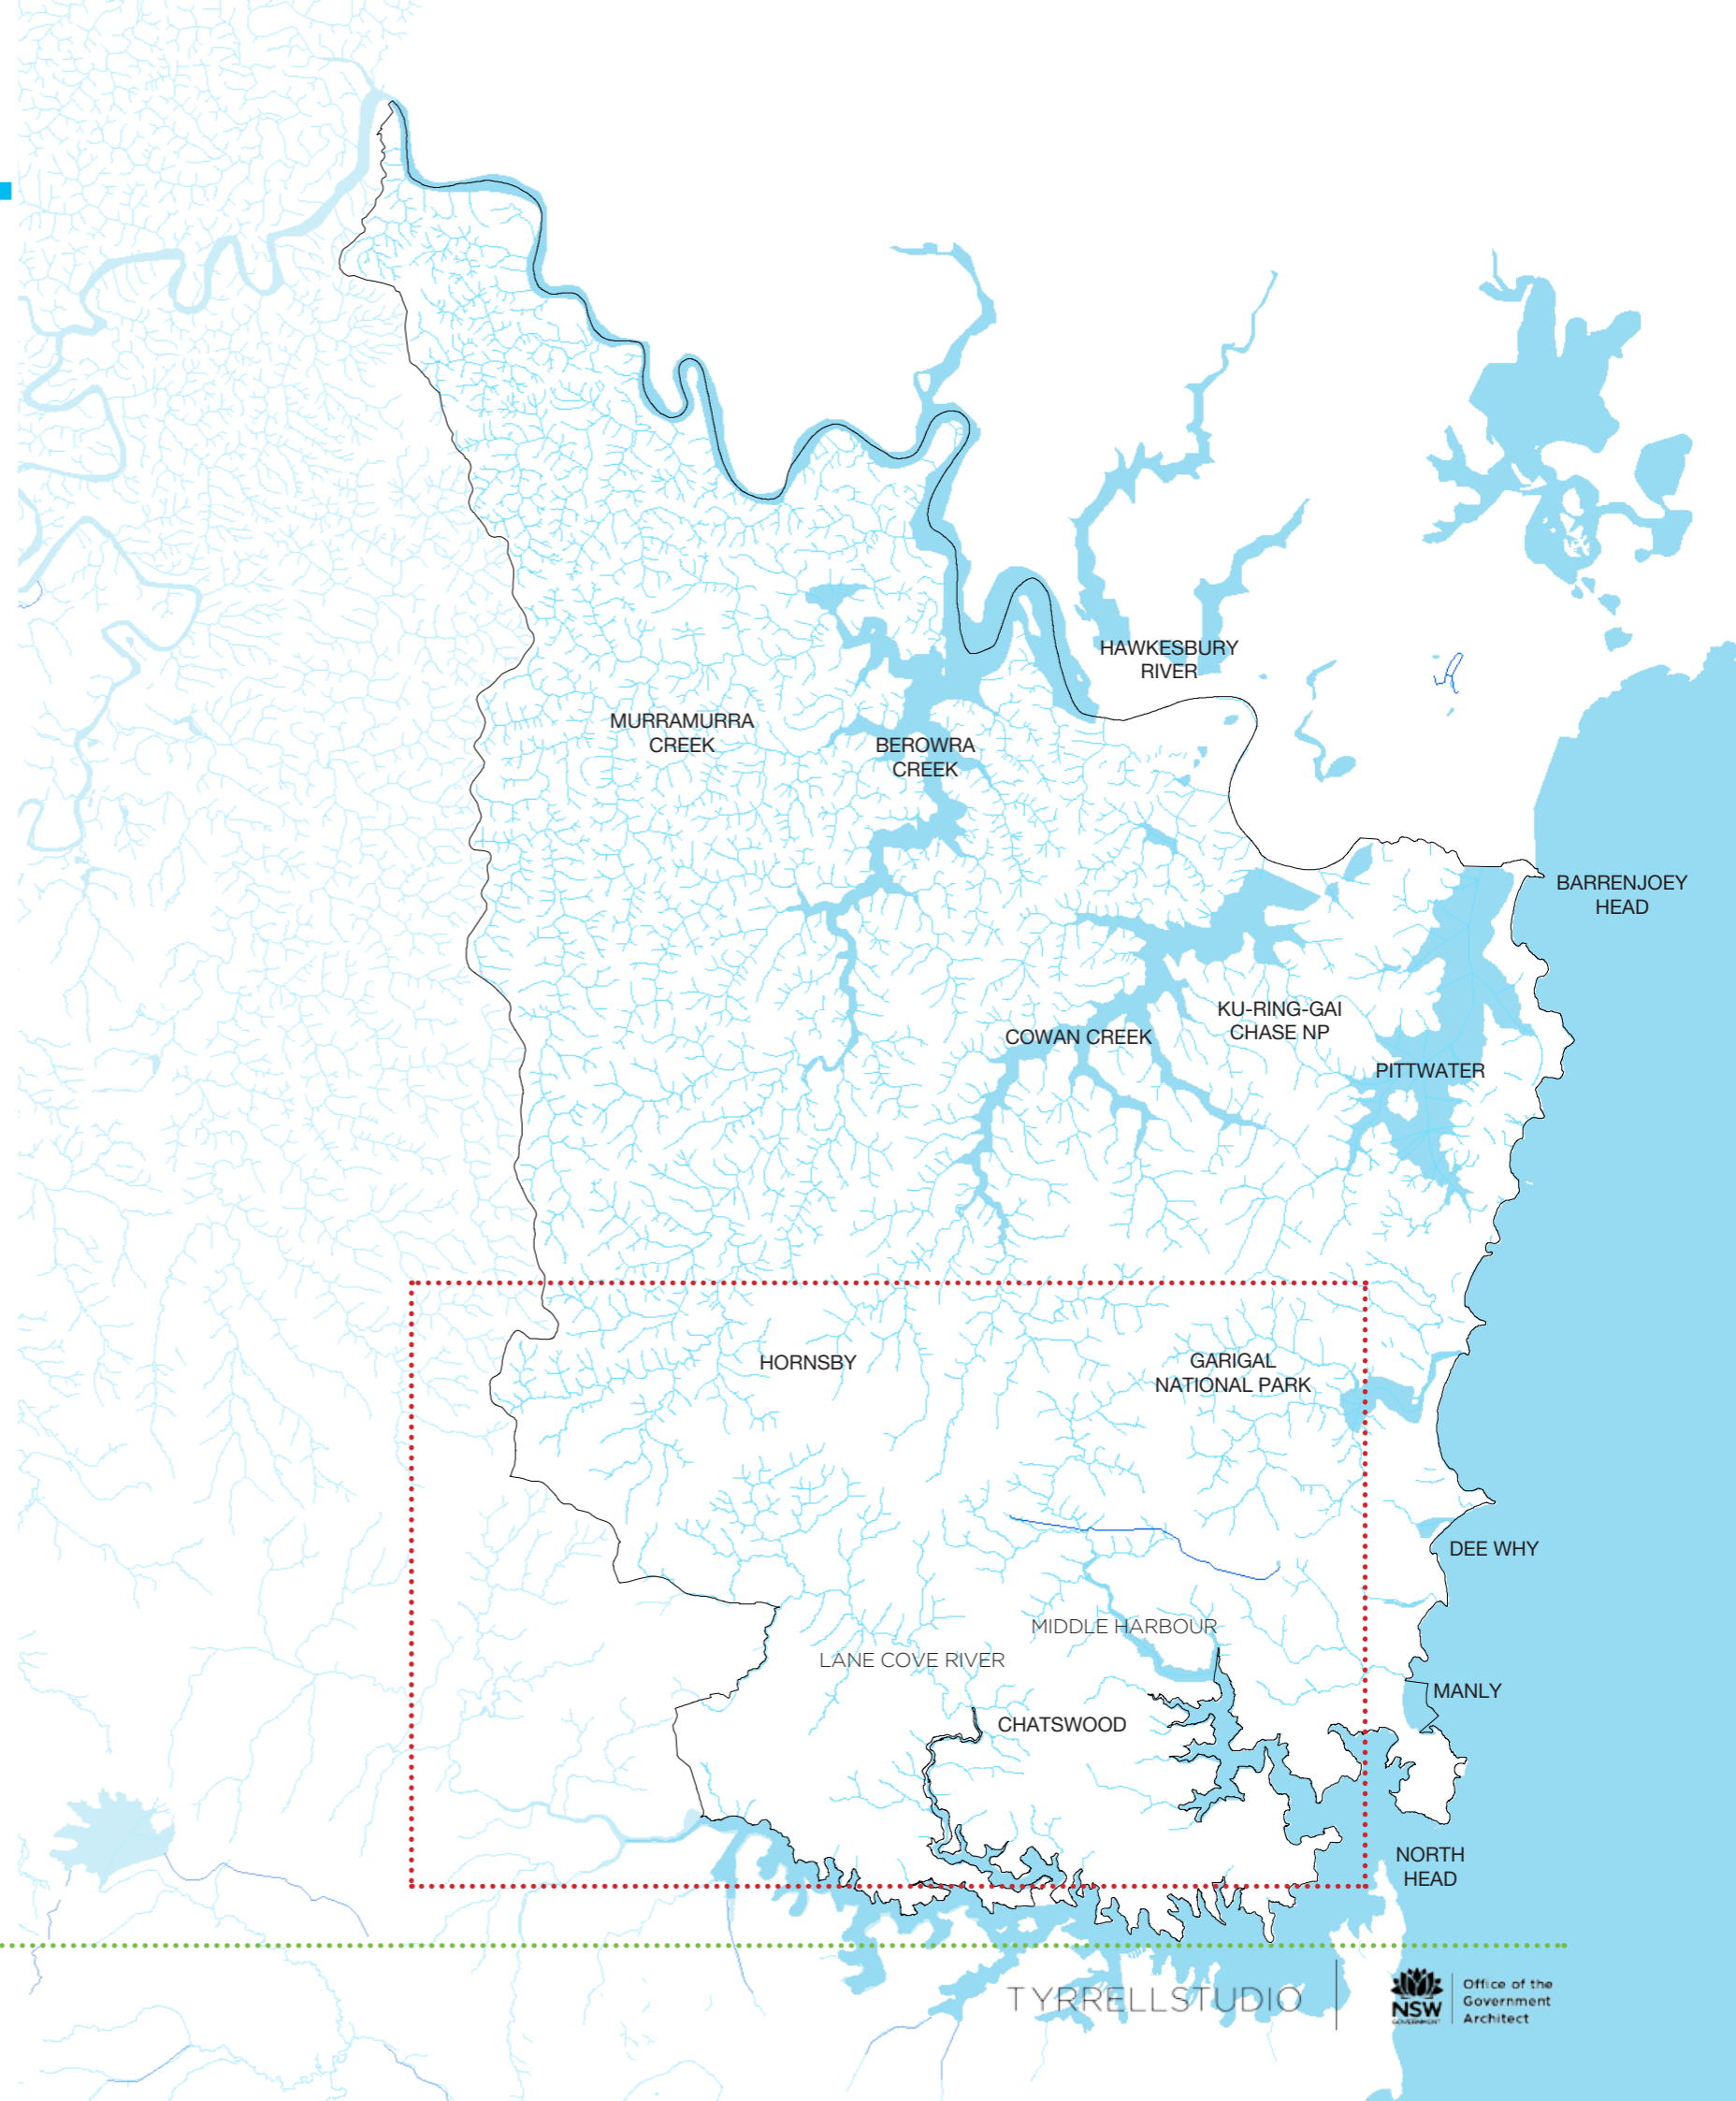 HAWKESBURY
RIVER
MURRAMURRA
CREEK
BEROWRA
CREEK
BARRENJOEY
HEAD
KU-RING-GAI
CHASE NP
COWAN CREEK
PITTWATER
HORNSBY
GARIGAL
NATIONAL PARK
DEE WHY
MIDDLE HARBOUR
LANE COVE RIVER
MANLY
CHATSWOOD
NORTH
HEAD
TYRRELLSTUDIO
NSW
GOVERNMENT
Office of the
Government
Architect